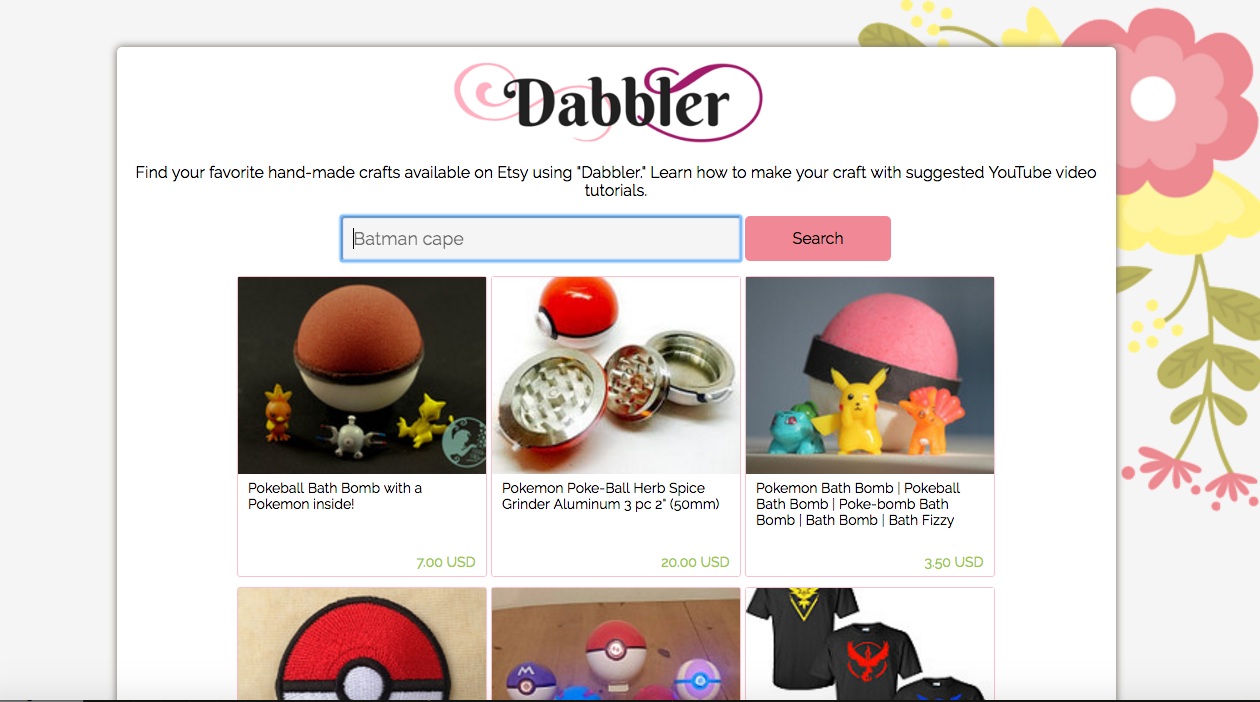 Dabbler
Find your favorite hand-made crafts available on Etsy using "Dabbler." Learn how to make your craft with suggested YouTube video
tutorials.
Batman cape
Search
Pokeball Bath Bomb with a
Pokemon inside!
7.00 USD
Pokemon Poke-Ball Herb Spice
Grinder Aluminum 3 pc 2" (50mm)
20.00 USD
Pokemon Bath Bomb | Pokeball
Bath Bomb | Poke-bomb Bath
Bomb | Bath Bomb | Bath Fizzy
3.50 USD
M